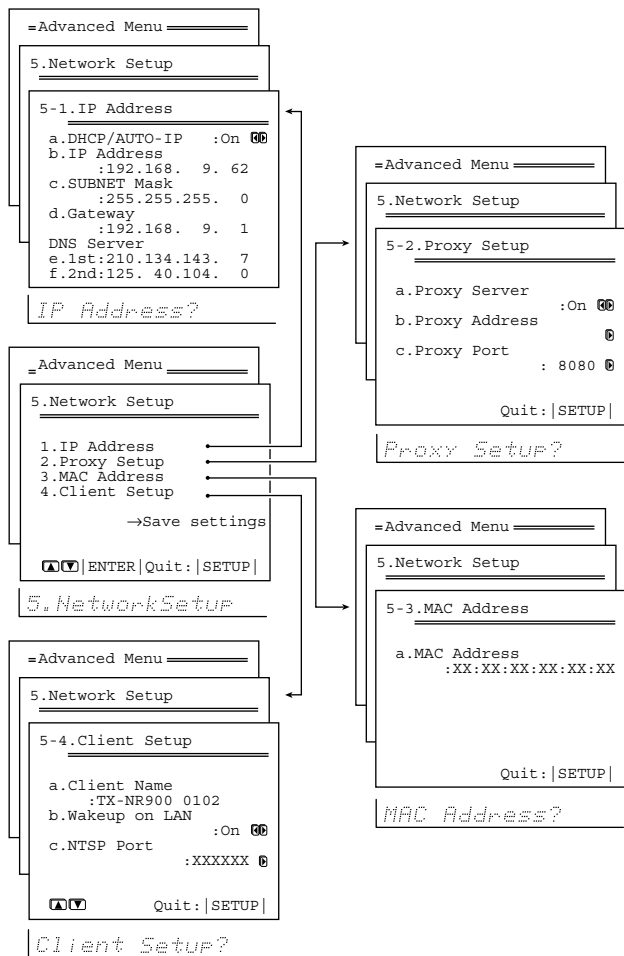 Advanced Menu
5.Network Setup
5-1.IP Address
a.DHCP/AUTO-IP :On
b.IP Address
:192.168. 9. 62
c.SUBNET Mask
:255.255.255. 0
d.Gateway
:192.168. 9. 1
DNS Server
e.1st:210.134.143. 7
f.2nd:125. 40.104. 0
IP Address?
Advanced Menu
5.Network Setup
1.IP Address
2.Proxy Setup
3.MAC Address
4.Client Setup
→Save settings
▲▼|ENTER|Quit:|SETUP|
5.NetworkSetup
Advanced Menu
5.Network Setup
5-4.Client Setup
a.Client Name
:TX-NR900 0102
b.Wakeup on LAN
:On
c.NTSP Port
:XXXXXX
▲▼ Quit:|SETUP|
Client Setup?
Advanced Menu
5.Network Setup
5-2.Proxy Setup
a.Proxy Server
:On
b.Proxy Address
c.Proxy Port
: 8080
Quit:|SETUP|
Proxy Setup?
Advanced Menu
5.Network Setup
5-3.MAC Address
a.MAC Address
:XX:XX:XX:XX:XX:XX
Quit:|SETUP|
MAC Address?